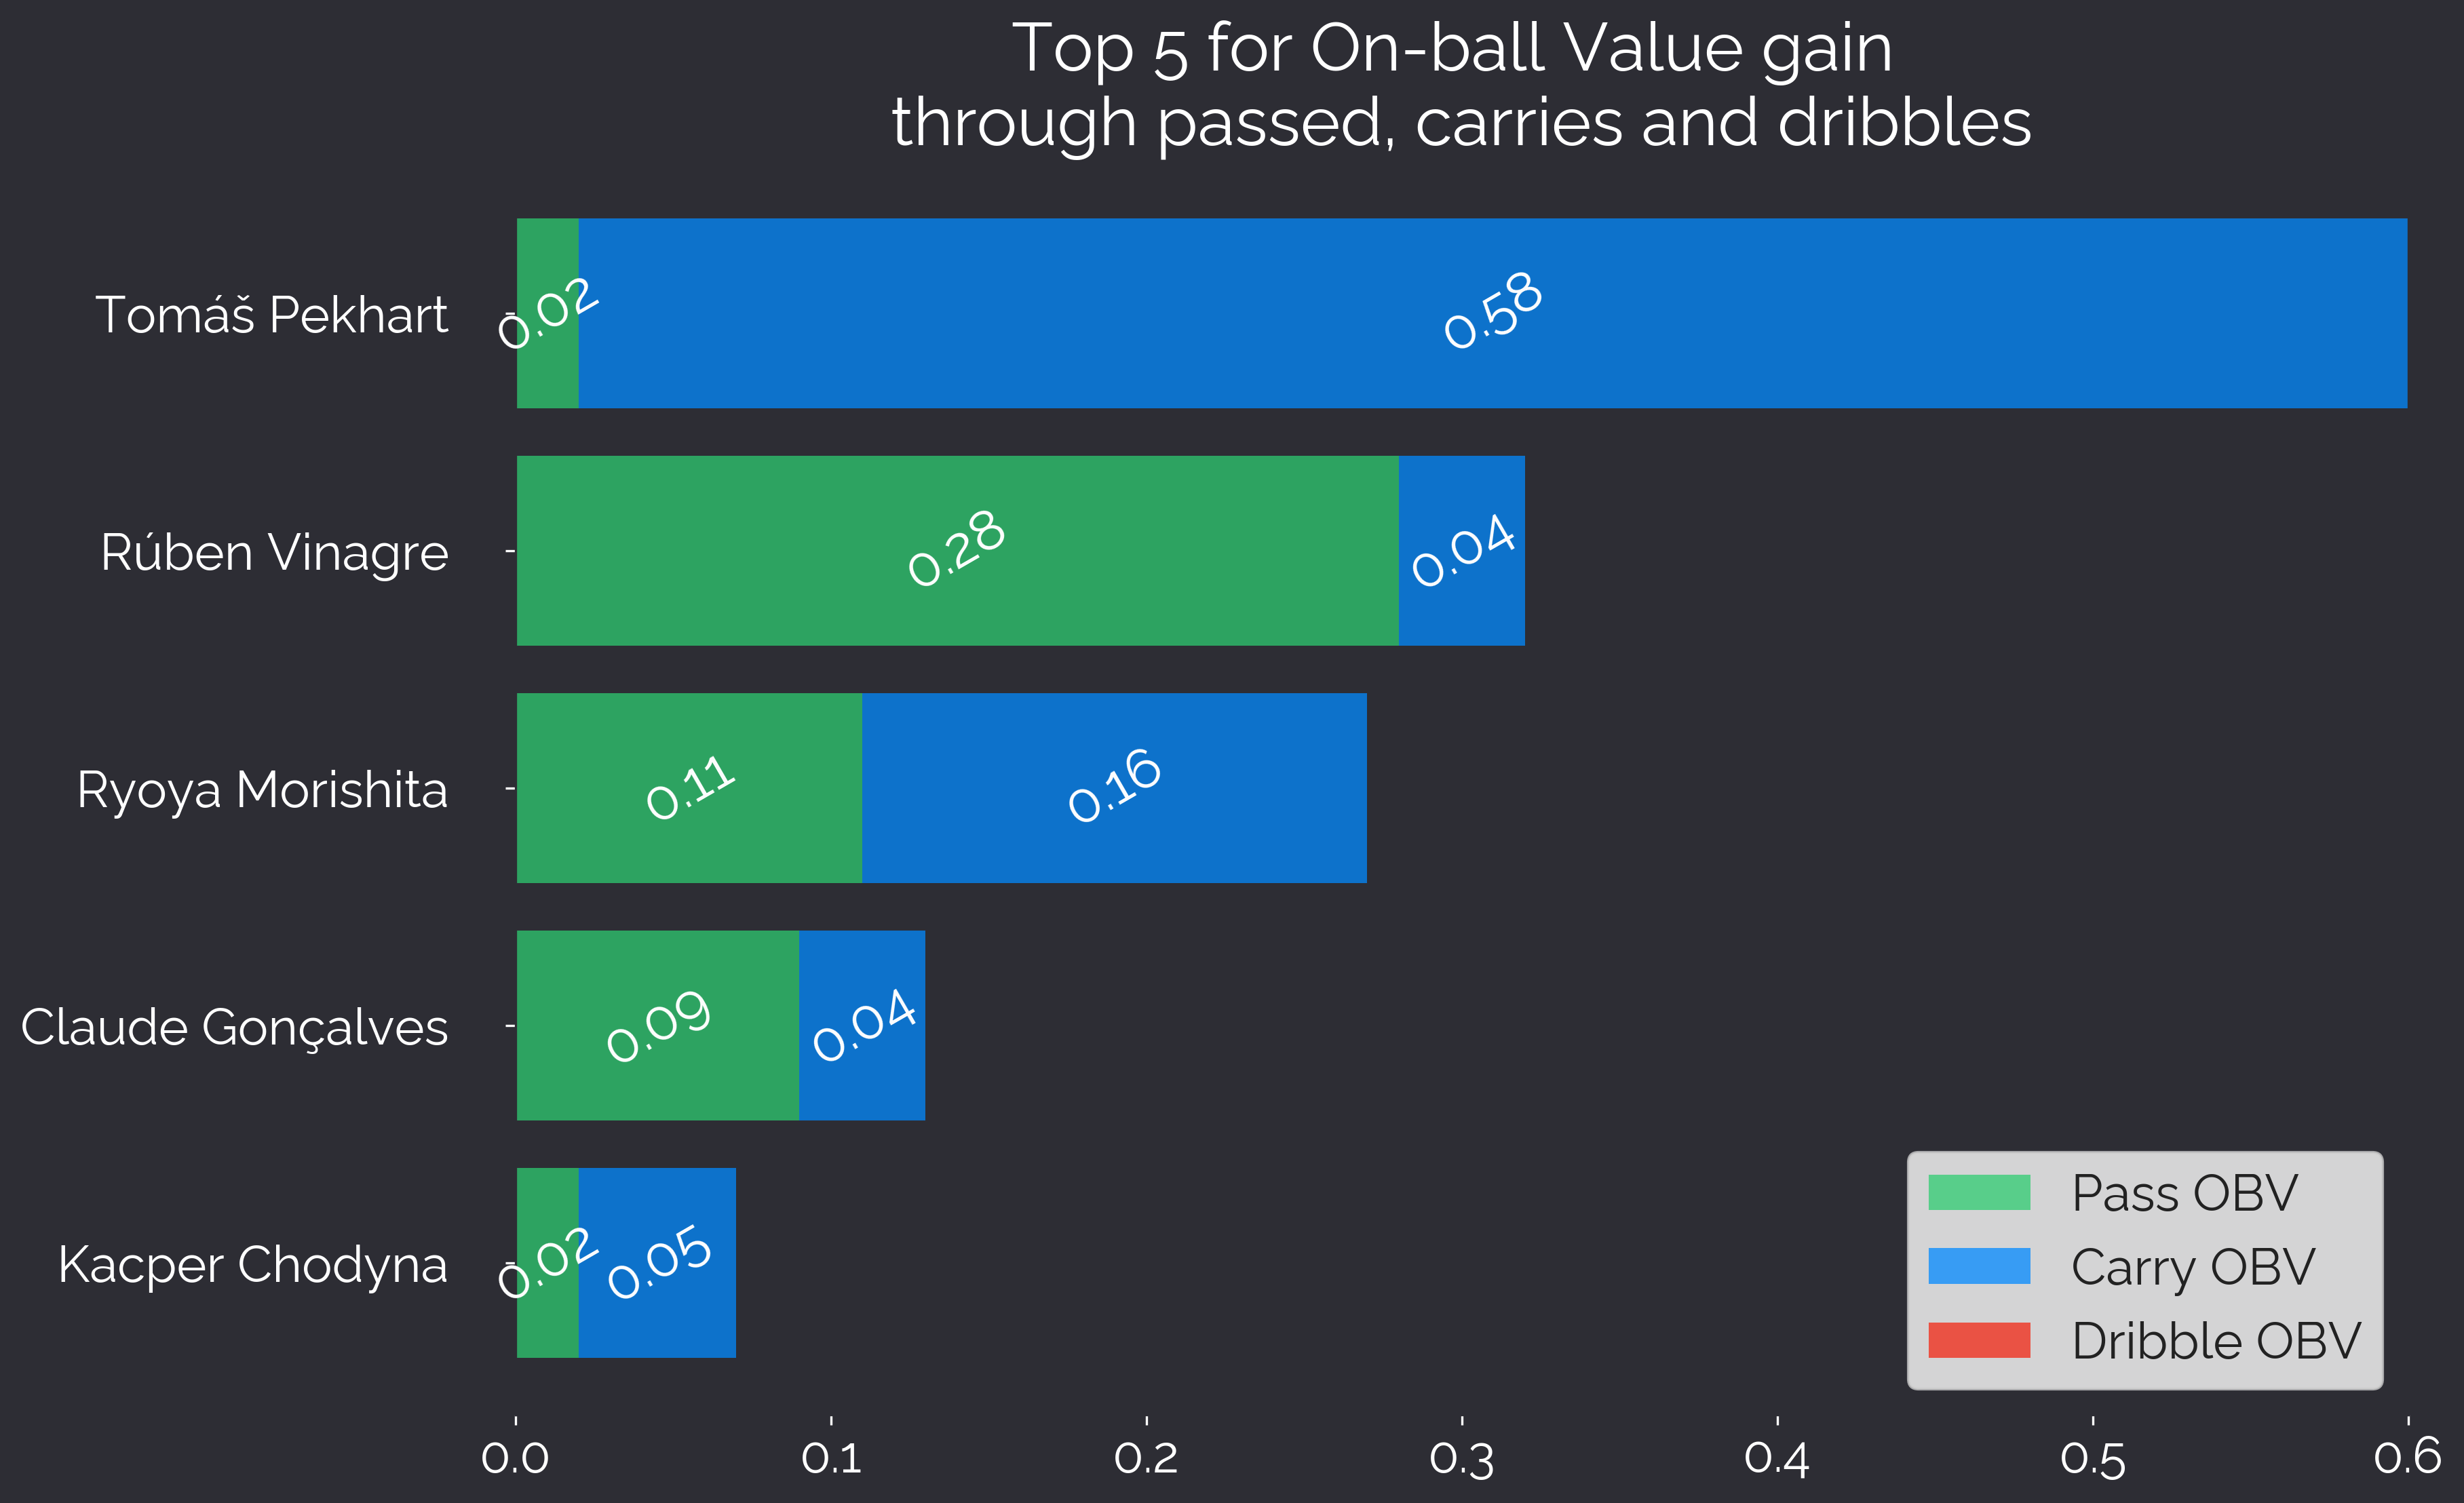 Top 5 for On-ball Value gain
through passed, carries and dribbles
Tomáš Pekhart
0.02
0.58
Rúben Vinagre
0.28
0.04
Ryoya Morishita
0.11
0.16
Claude Gonçalves
0.09
0.04
Kacper Chodyna
0.02
0.05
Pass OBV
Carry OBV
Dribble OBV
0.0 0.1 0.2 0.3 0.4 0.5 0.6